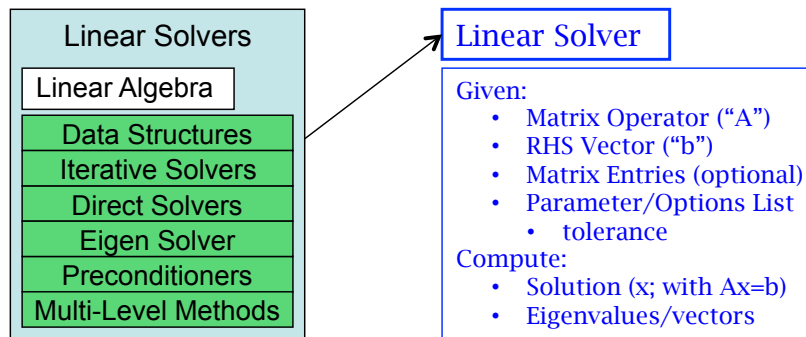 Linear Solvers
Linear Algebra
Data Structures
Iterative Solvers
Direct Solvers
Eigen Solver
Preconditioners
Multi-Level Methods
Linear Solver
Given:
• Matrix Operator (“A”)
• RHS Vector (“b”)
• Matrix Entries (optional)
• Parameter/Options List
• tolerance
Compute:
• Solution (x; with Ax=b)
• Eigenvalues/vectors